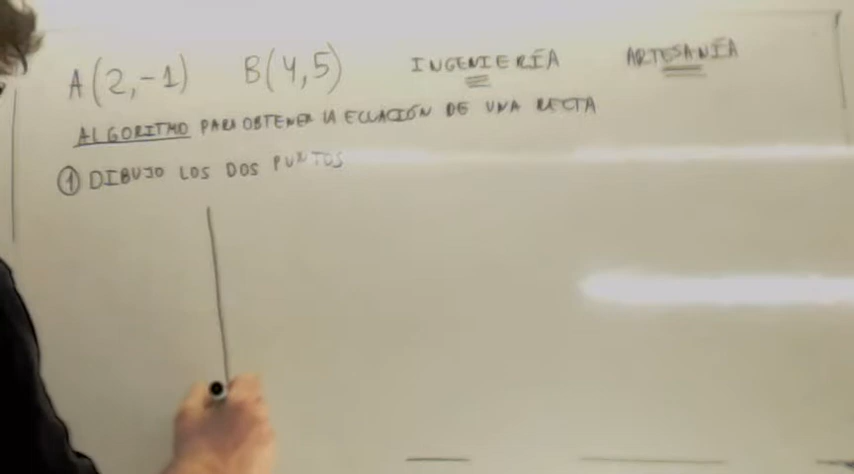 A(2,-1) B(4,5) INGENIERÍA ARTESANÍA
ALGORITMO PARA OBTENER LA ECUACIÓN DE UNA RECTA
① DIBUJO LOS DOS PUNTOS